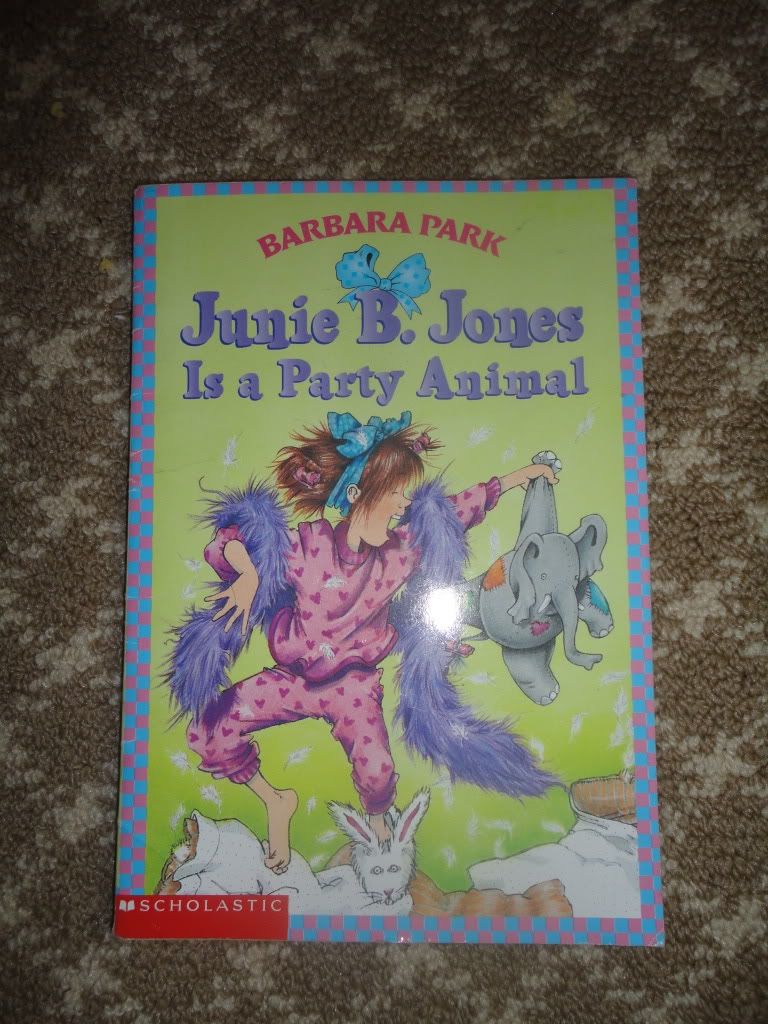 BARBARA PARK
Junie B. Jones
Is a Party Animal
SCHOLASTIC